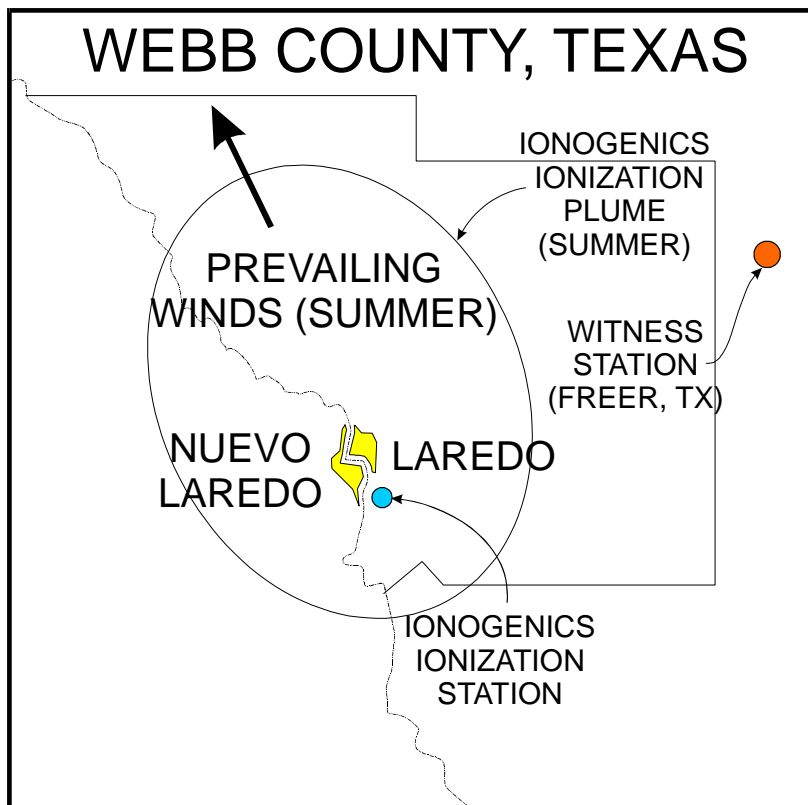 WEBB COUNTY, TEXAS
IONOGENICS
IONIZATION
PLUME
(SUMMER)
PREVAILING
WINDS (SUMMER)
WITNESS
STATION
(FREER, TX)
NUEVO
LAREDO
LAREDO
IONOGENICS
IONIZATION
STATION